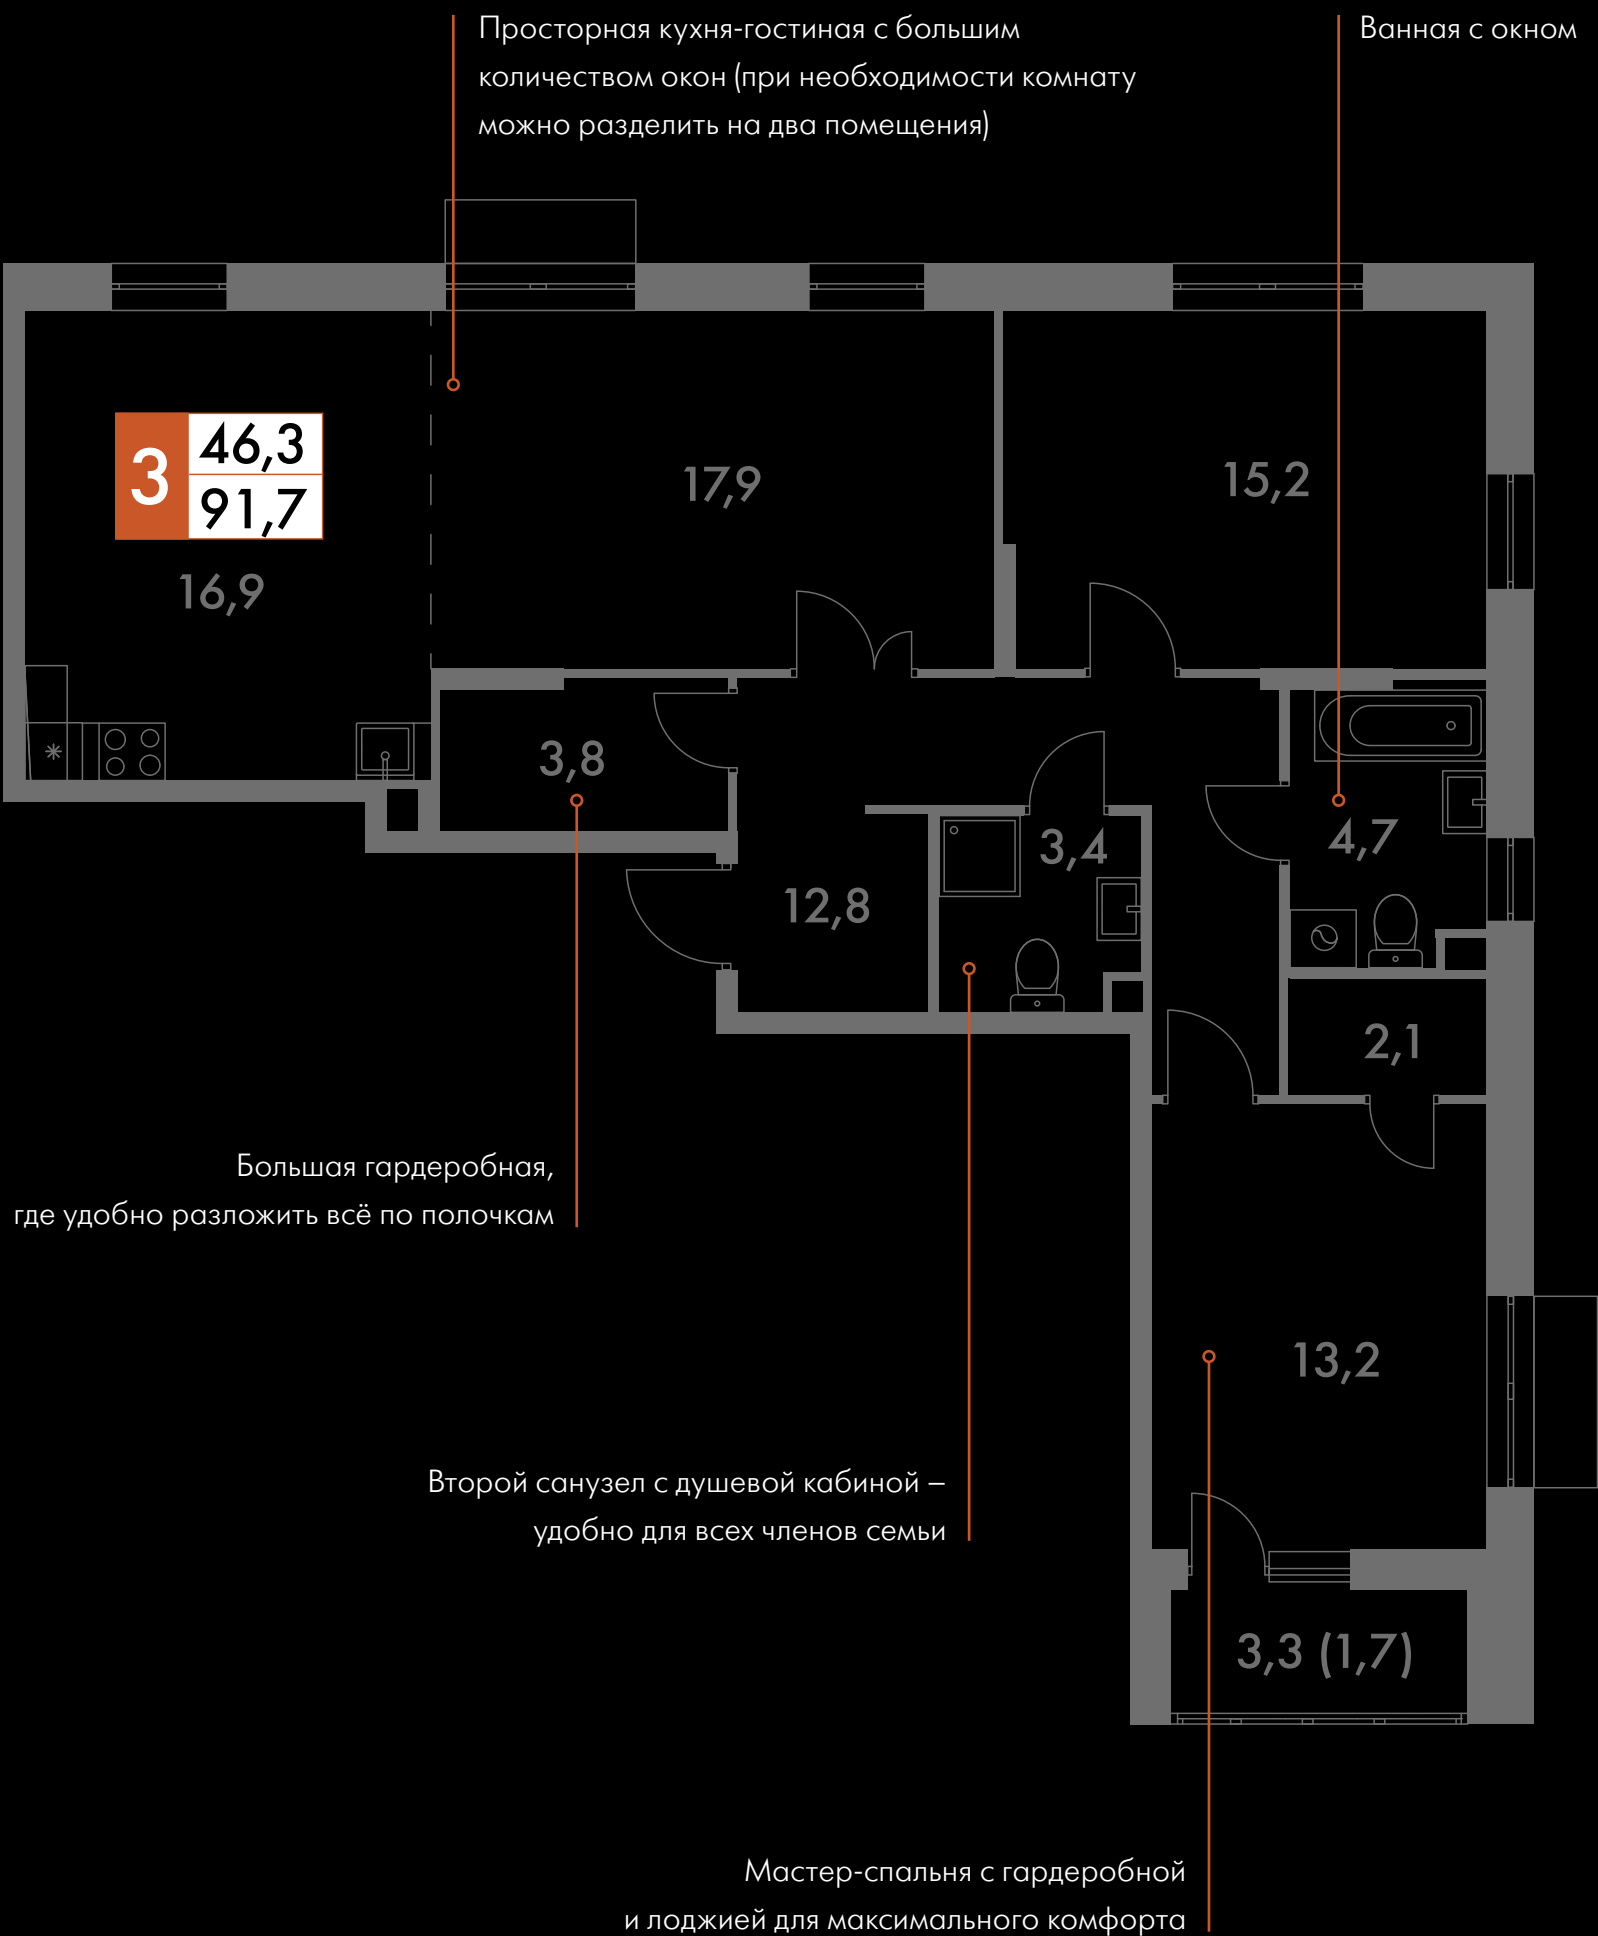 Просторная кухня-гостиная с большим
количеством окон (при необходимости комнату
можно разделить на два помещения)
Ванная с окном
3
46,3
91,7
16,9
17,9
15,2
3,8
12,8
3,4
4,7
2,1
Большая гардеробная,
где удобно разложить всё по полочкам
13,2
Второй санузел с душевой кабиной –
удобно для всех членов семьи
3,3 (1,7)
Мастер-спальня с гардеробной
и лоджией для максимального комфорта